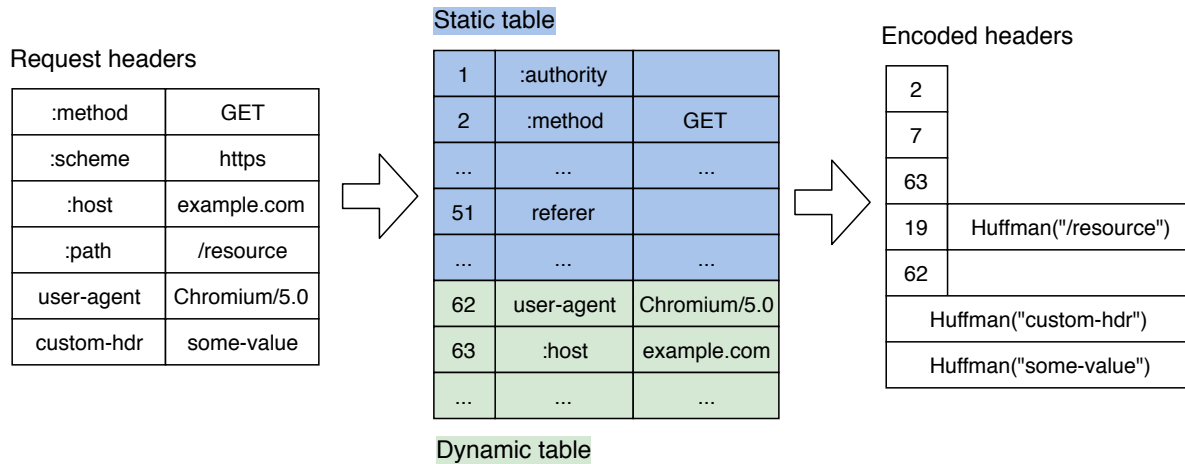 Request headers
:method GET
:scheme https
:host example.com
:path /resource
user-agent Chromium/5.0
custom-hdr some-value
Static table
1 :authority
2 :method GET
... ... ...
51 referer
... ... ...
62 user-agent Chromium/5.0
63 :host example.com
... ... ...
Dynamic table
Encoded headers
2
7
63
19 Huffman("/resource")
62
Huffman("custom-hdr")
Huffman("some-value")